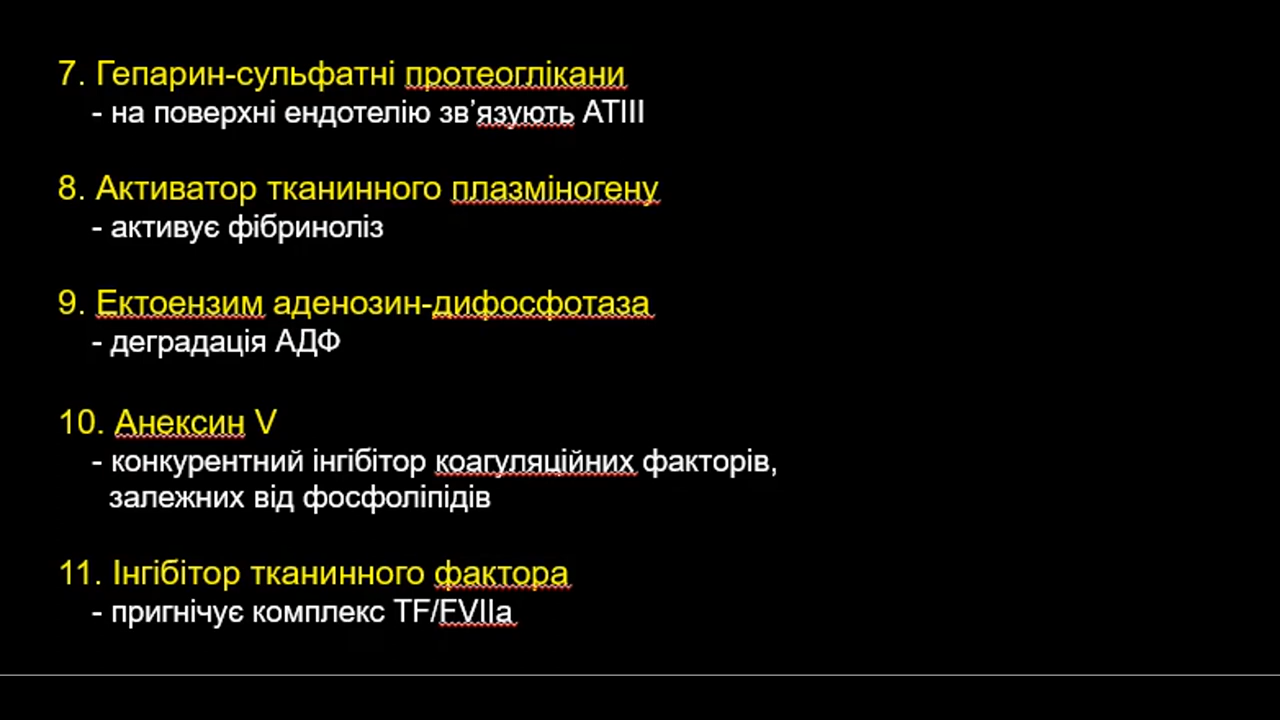 7. Гепарин-сульфатні протеоглікани
- на поверхні ендотелію зв’язують АТІІІ
8. Активатор тканинного плазміногену
- активує фібриноліз
9. Ектоензим аденозин-дифосфотаза
- деградація АДФ
10. Анексин V
- конкурентний інгібітор коагуляційних факторів,
залежних від фосфоліпідів
11. Інгібітор тканинного фактора
- пригнічує комплекс TF/FVIIa